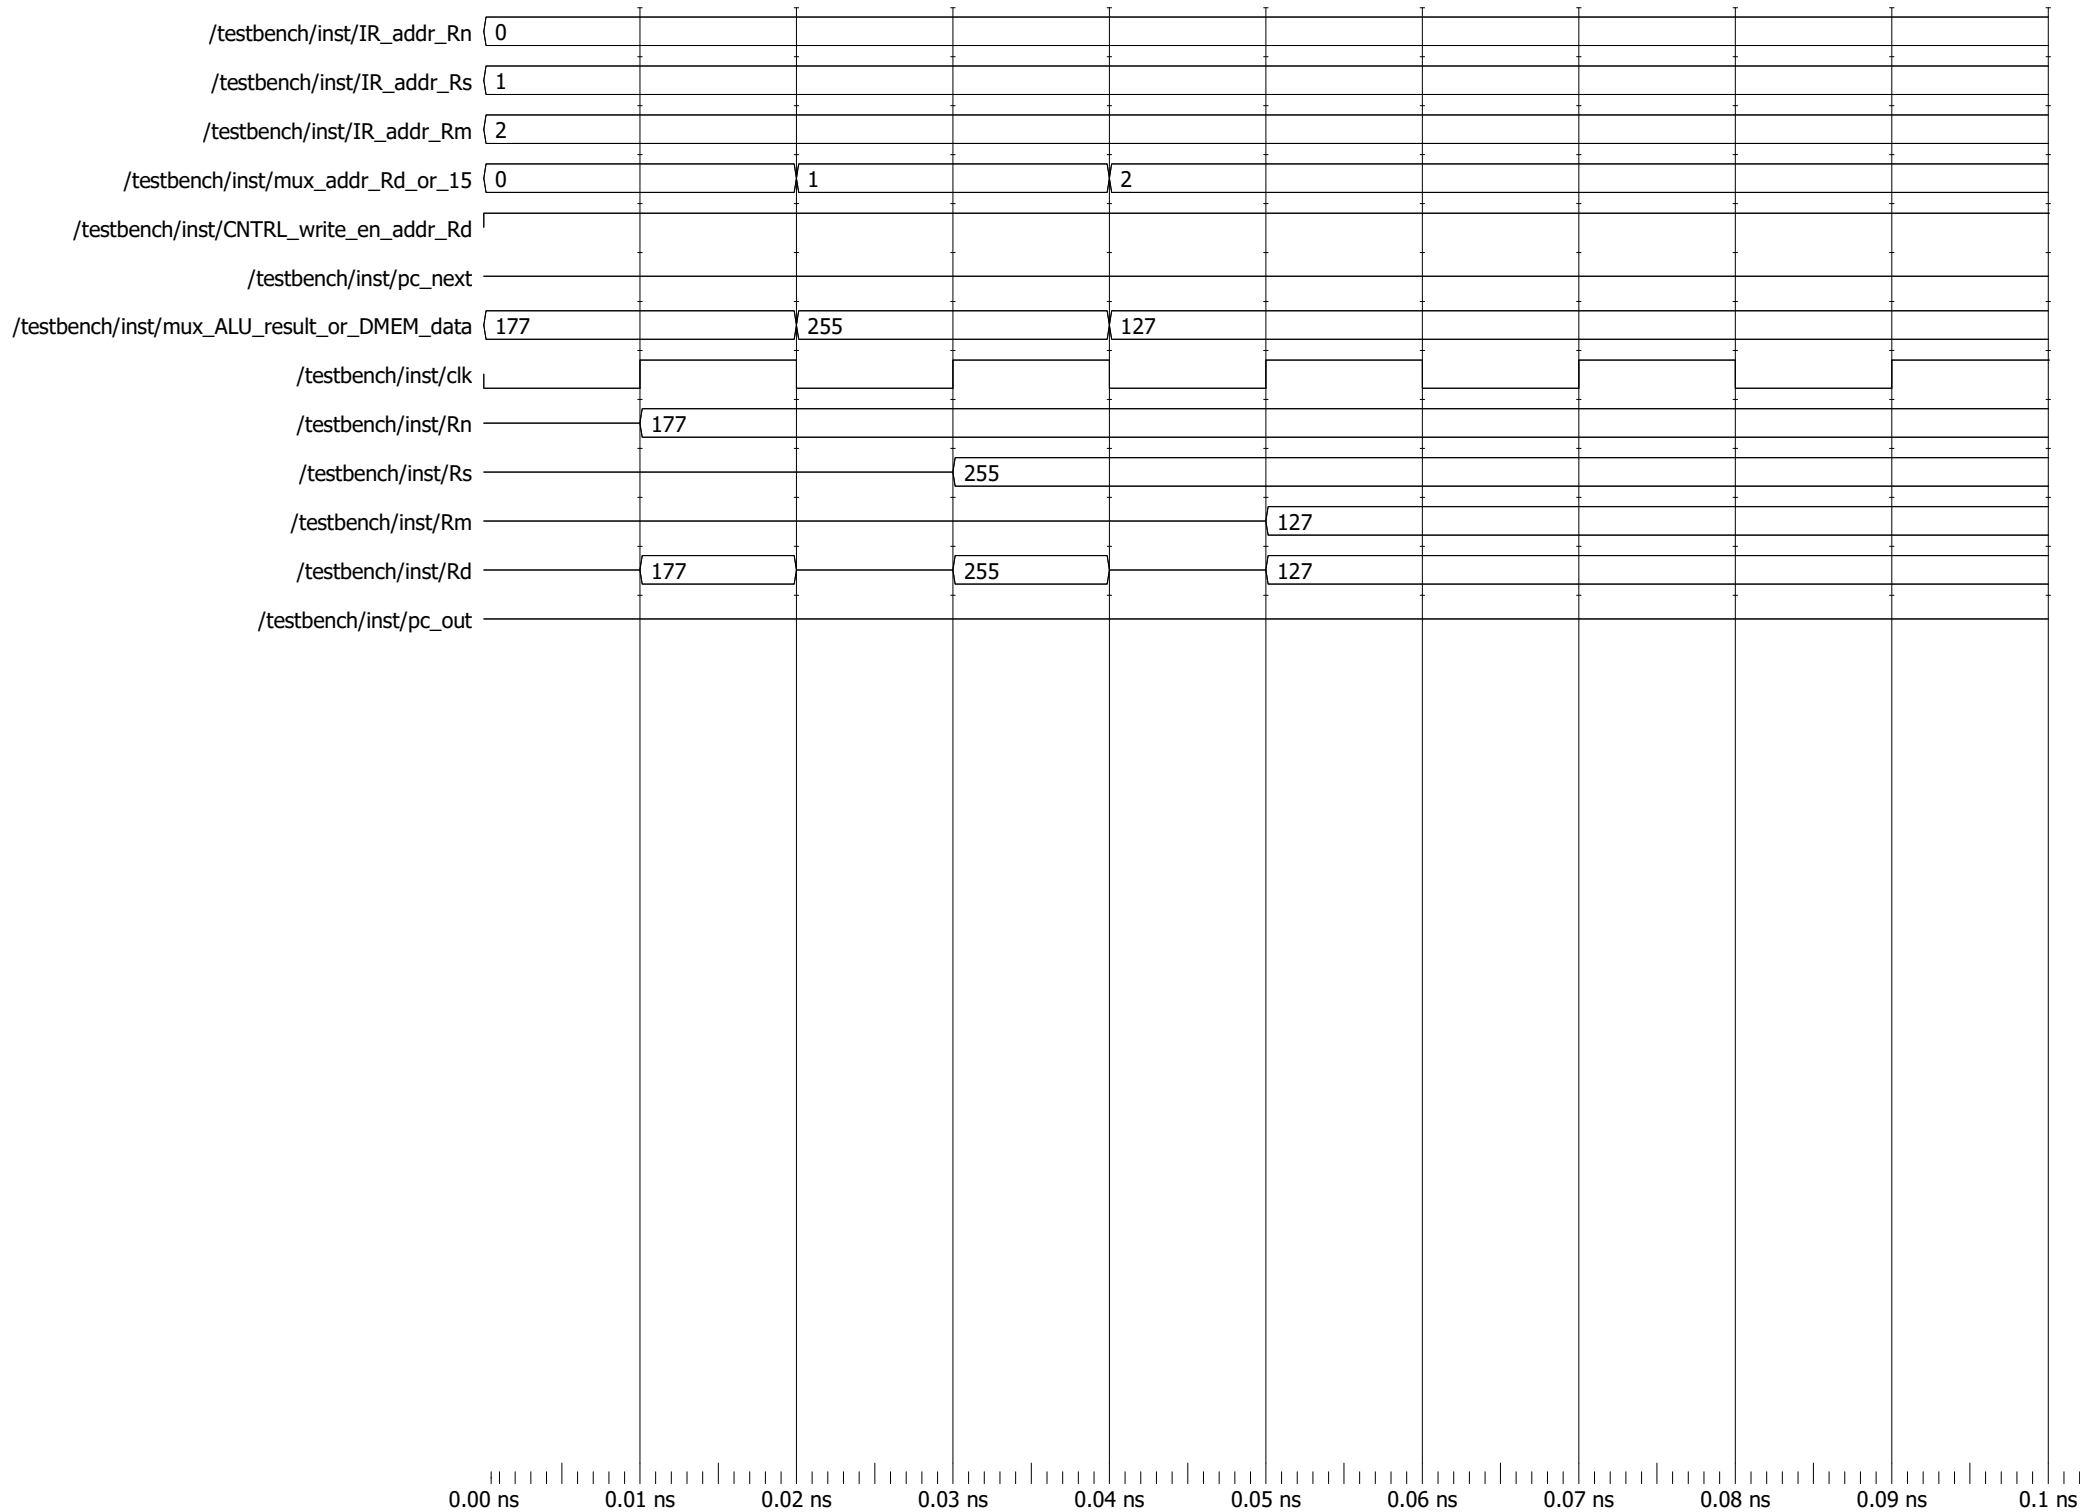 /testbench/inst/IR_addr_Rn 0
/testbench/inst/IR_addr_Rs 1
/testbench/inst/IR_addr_Rm 2
/testbench/inst/mux_addr_Rd_or_15 0 1 2
/testbench/inst/CNTRL_write_en_addr_Rd
/testbench/inst/pc_next
/testbench/inst/mux_ALU_result_or_DMEM_data 177 255 127
/testbench/inst/clk
/testbench/inst/Rn 177
/testbench/inst/Rs 255
/testbench/inst/Rm 127
/testbench/inst/Rd 177 255 127
/testbench/inst/pc_out
0.00 ns 0.01 ns 0.02 ns 0.03 ns 0.04 ns 0.05 ns 0.06 ns 0.07 ns 0.08 ns 0.09 ns 0.1 ns